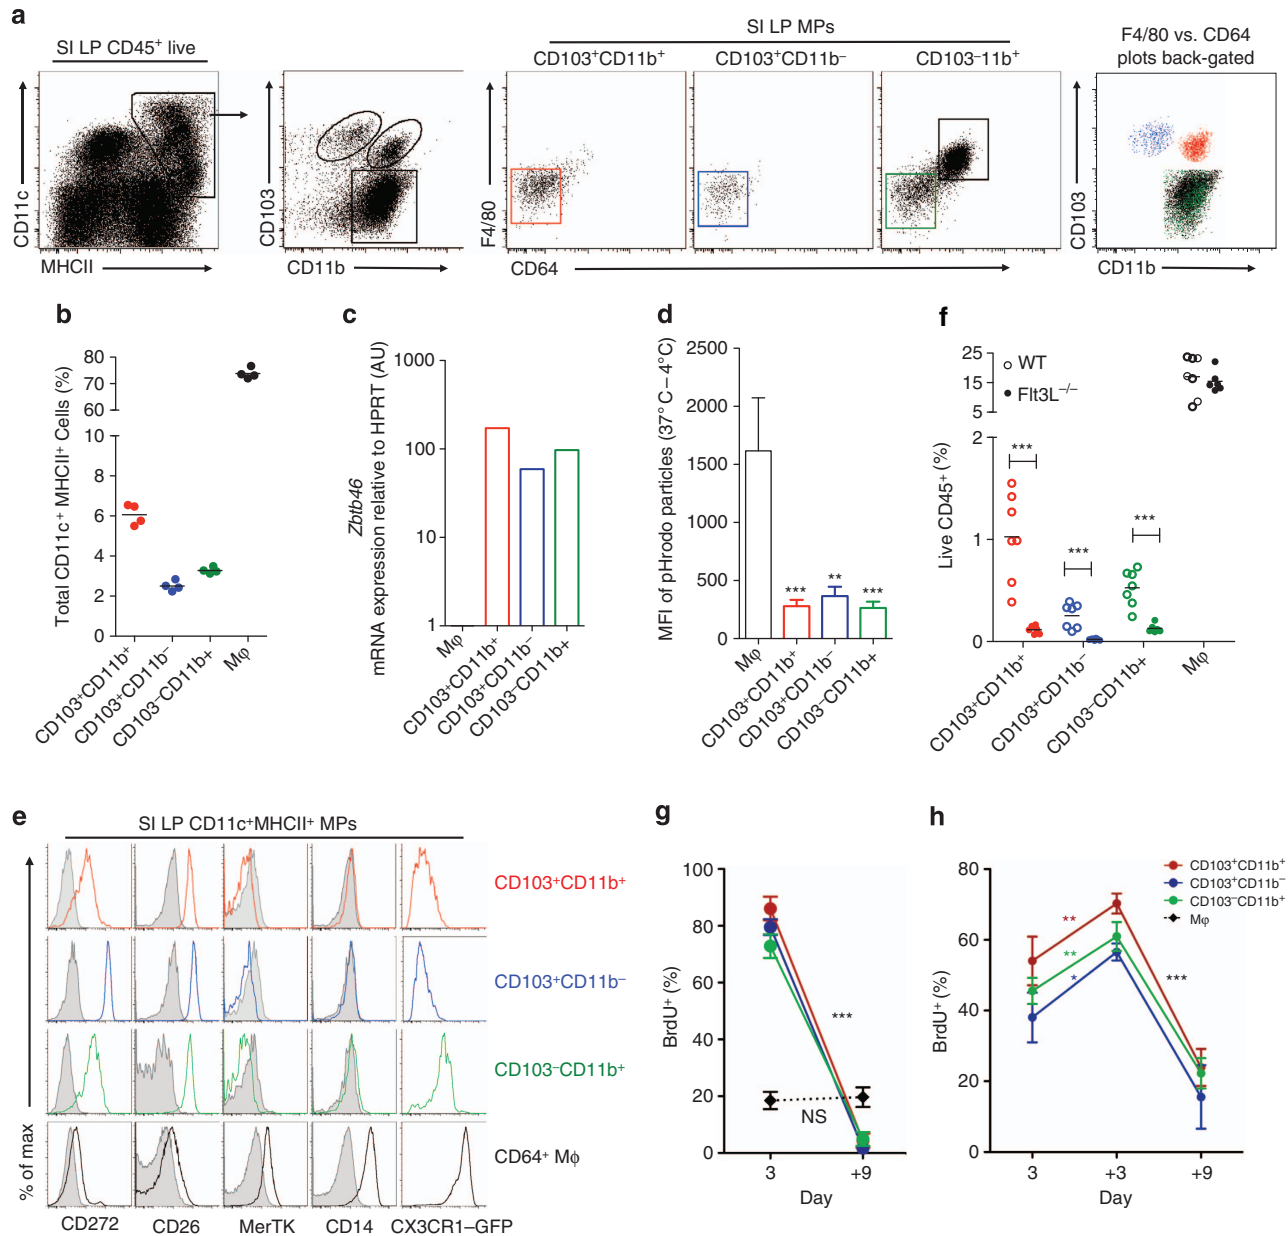 a
SI LP CD45⁺ live
SI LP MPs
CD103⁺CD11b⁺
CD103⁺CD11b⁻
CD103⁻11b⁺
F4/80 vs. CD64
plots back-gated
CD11c
MHCII
CD103
CD11b
F4/80
CD64
CD103
CD11b
b
Total CD11c⁺ MHCII⁺ Cells (%)
80
70
60
10
8
6
4
2
0
CD103⁺CD11b⁺
CD103⁺CD11b⁻
CD103⁻CD11b+
Mφ
c
Zbtb46
mRNA expression relative to HPRT (AU)
1000
100
10
1
Mφ
CD103⁺CD11b⁺
CD103⁺CD11b⁻
CD103⁻CD11b+
d
MFI of pHrodo particles (37°C – 4°C)
2500
2000
1500
1000
500
0
***
**
***
Mφ
CD103⁺CD11b⁺
CD103⁺CD11b⁻
CD103⁻CD11b+
f
Live CD45⁺ (%)
25
15
5
2
1
0
WT
Flt3L⁻/⁻
***
***
***
CD103⁺CD11b⁺
CD103⁺CD11b⁻
CD103⁻CD11b+
Mφ
e
SI LP CD11c⁺MHCII⁺ MPs
CD103⁺CD11b⁺
CD103⁺CD11b⁻
CD103⁻CD11b⁺
CD64⁺ Mϕ
% of max
CD272
CD26
MerTK
CD14
CX3CR1–GFP
g
BrdU⁺ (%)
100
80
60
40
20
0
***
NS
3
+9
Day
h
BrdU⁺ (%)
80
60
40
20
0
CD103⁺CD11b⁺
CD103⁺CD11b⁻
CD103⁻CD11b⁺
Mφ
**
**
*
***
3
+3
+9
Day